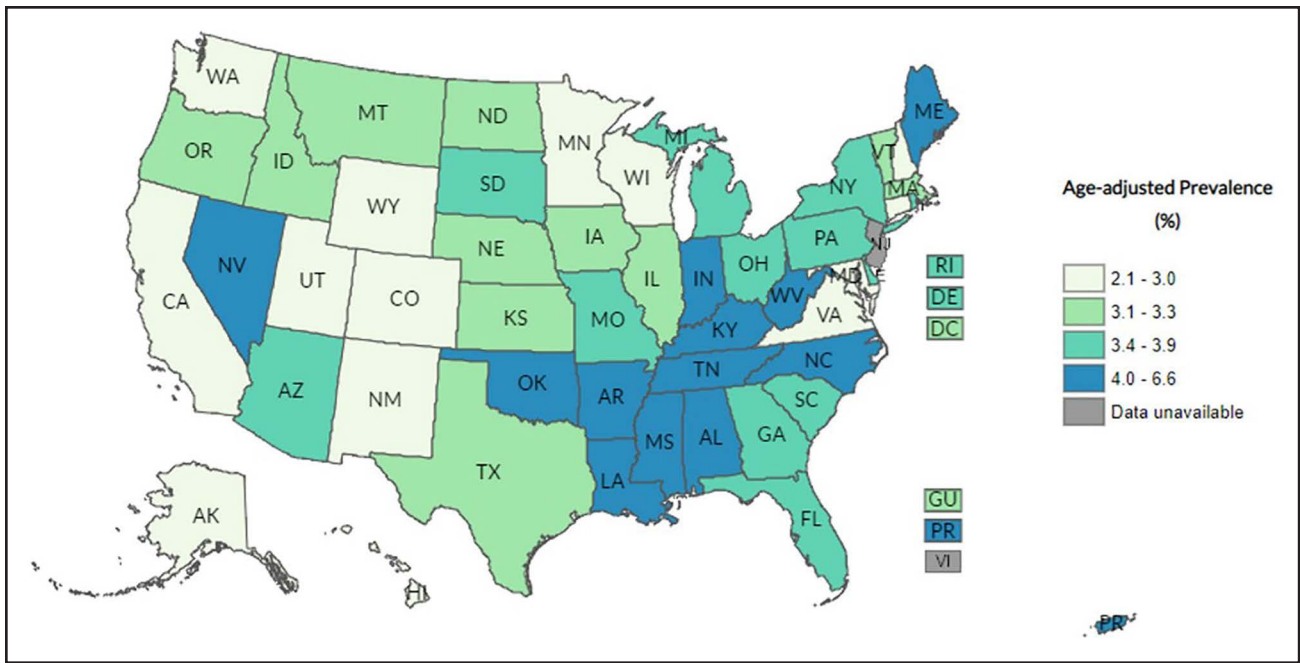 WA
MT
ND
MN
OR
ID
SD
WI
MI
ME
VT
NY
MA
WY
NE
IA
PA
NJ
NV
UT
CO
IL
IN
OH
WV
MD
VA
CA
KS
MO
KY
AZ
NM
OK
AR
TN
NC
SC
TX
LA
MS
AL
GA
FL
AK
HI
RI
DE
DC
GU
PR
VI
PR
Age-adjusted Prevalence
(%)
2.1 - 3.0
3.1 - 3.3
3.4 - 3.9
4.0 - 6.6
Data unavailable